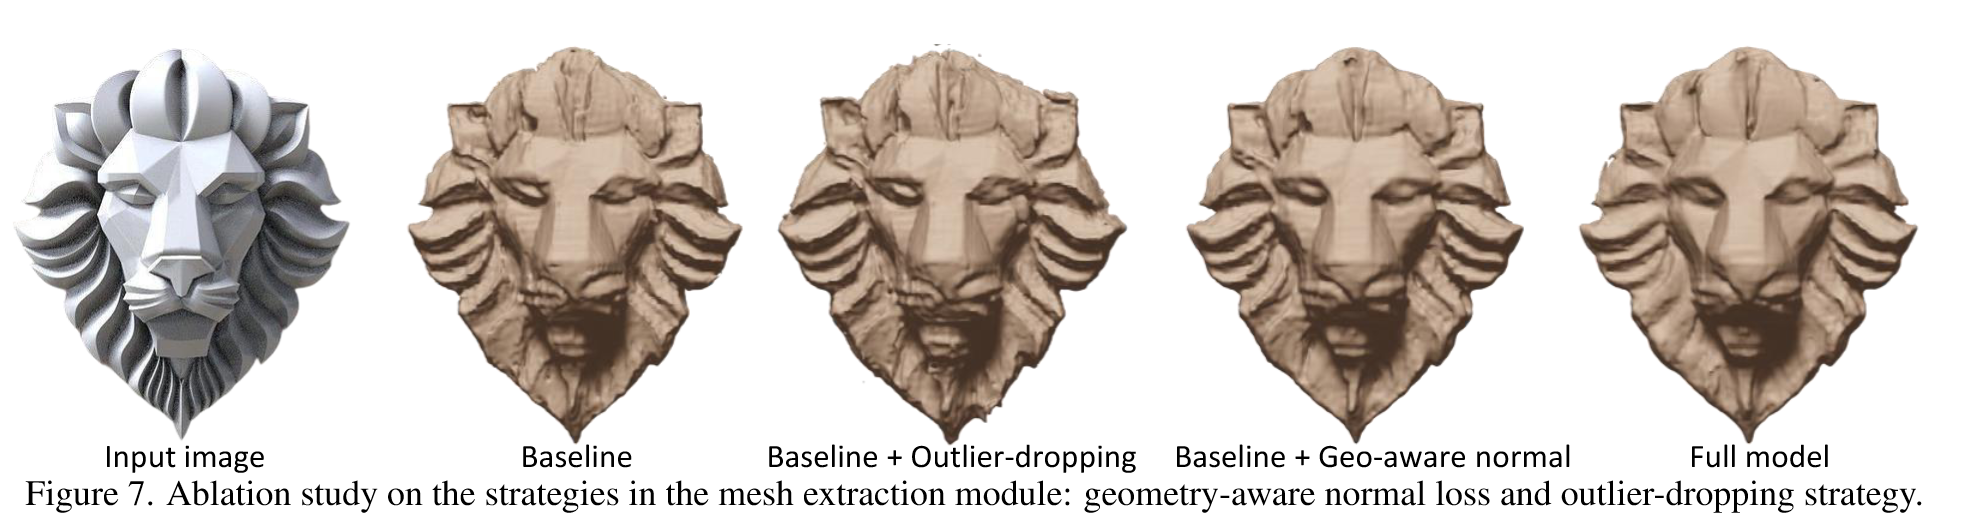 Input image
Baseline
Baseline + Outlier-dropping
Baseline + Geo-aware normal
Full model
Figure 7. Ablation study on the strategies in the mesh extraction module: geometry-aware normal loss and outlier-dropping strategy.